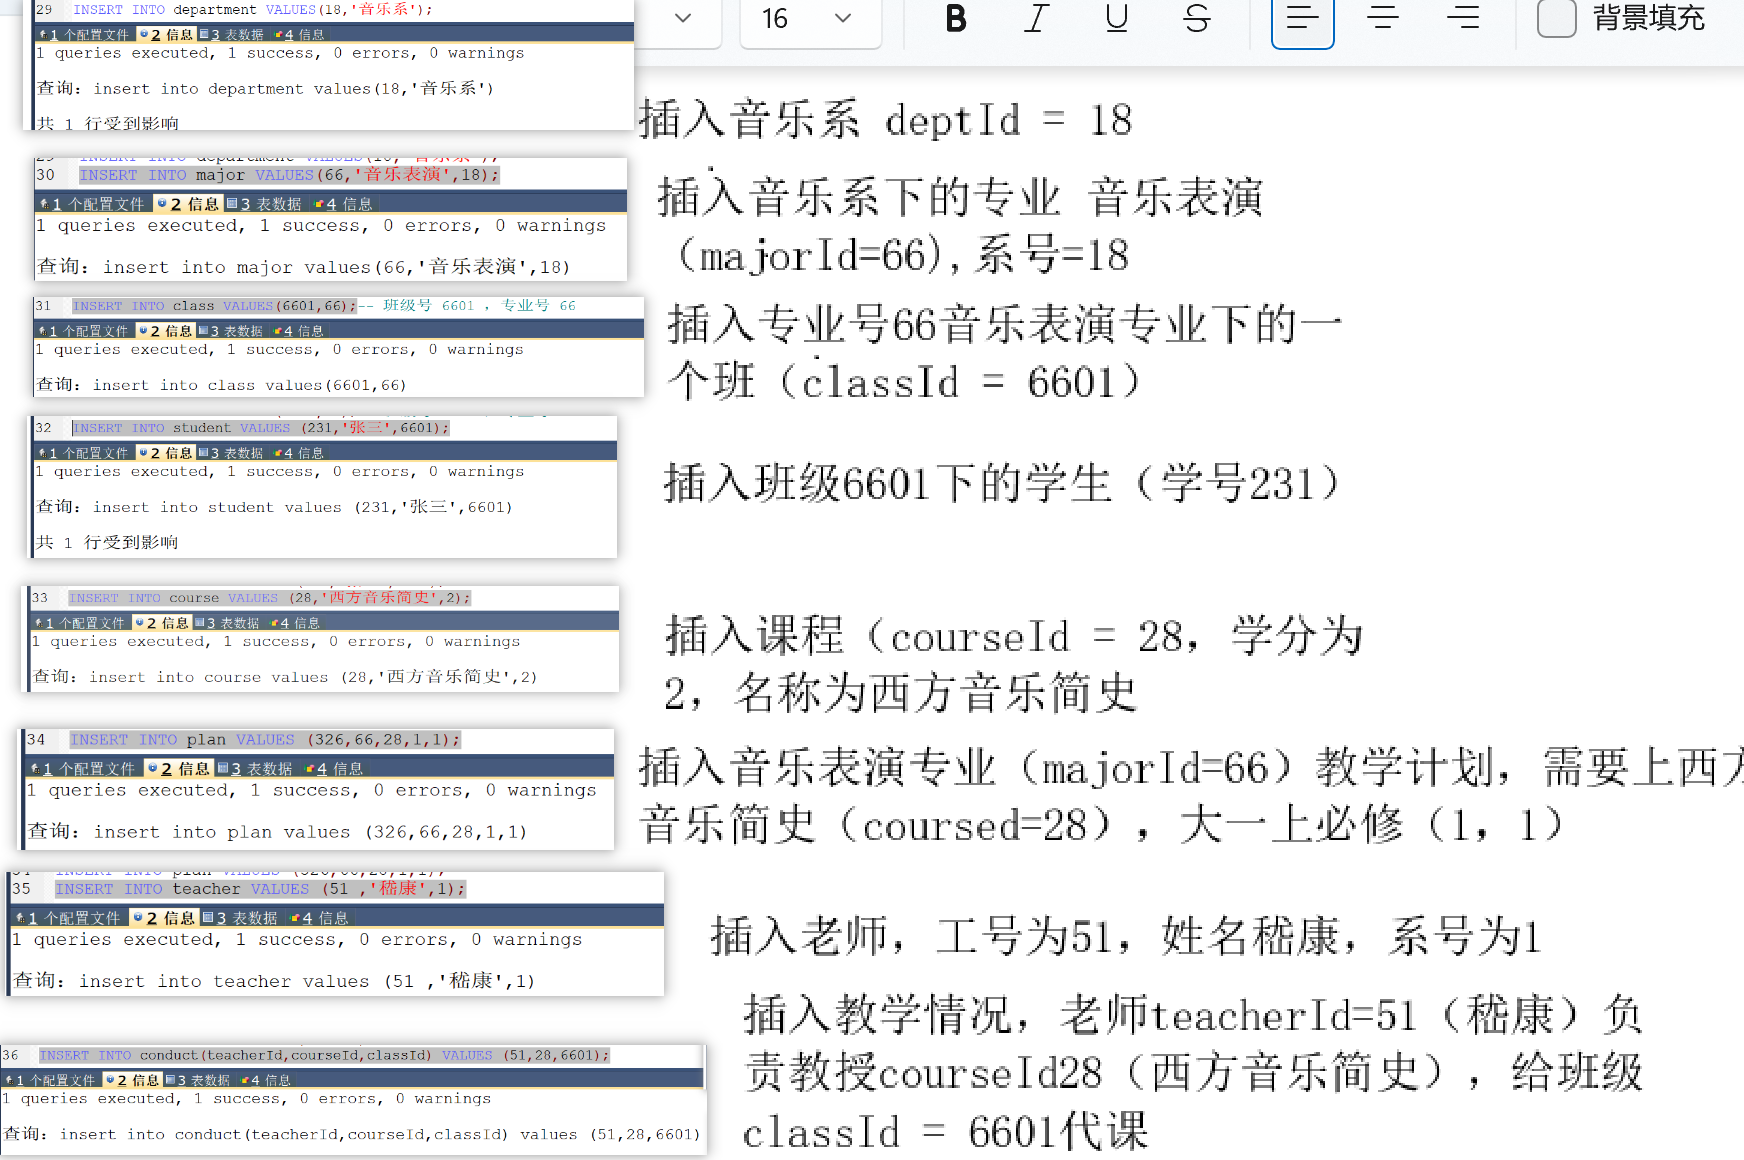 29 INSERT INTO department VALUES(18,'音乐系');
1 个配置文件 2 信息 3 表数据 4 信息
1 queries executed, 1 success, 0 errors, 0 warnings
查询: insert into department values(18,'音乐系')
共 1 行受到影响
16 B I U S 背景填充
插入音乐系 deptId = 18
29 INSERT INTO department VALUES(18,'音乐系');
30 INSERT INTO major VALUES(66,'音乐表演',18);
1 个配置文件 2 信息 3 表数据 4 信息
1 queries executed, 1 success, 0 errors, 0 warnings
查询: insert into major values(66,'音乐表演',18)
插入音乐系下的专业 音乐表演
（majorId=66),系号=18
31 INSERT INTO class VALUES(6601,66);-- 班级号 6601 , 专业号 66
1 个配置文件 2 信息 3 表数据 4 信息
1 queries executed, 1 success, 0 errors, 0 warnings
查询: insert into class values(6601,66)
插入专业号66音乐表演专业下的一
个班（classId = 6601）
32 INSERT INTO student VALUES (231,'张三',6601);
1 个配置文件 2 信息 3 表数据 4 信息
1 queries executed, 1 success, 0 errors, 0 warnings
查询: insert into student values (231,'张三',6601)
共 1 行受到影响
插入班级6601下的学生（学号231）
33 INSERT INTO course VALUES (28,'西方音乐简史',2);
1 个配置文件 2 信息 3 表数据 4 信息
1 queries executed, 1 success, 0 errors, 0 warnings
查询: insert into course values (28,'西方音乐简史',2)
插入课程（courseId = 28，学分为
2，名称为西方音乐简史
34 INSERT INTO plan VALUES (326,66,28,1,1);
1 个配置文件 2 信息 3 表数据 4 信息
1 queries executed, 1 success, 0 errors, 0 warnings
查询: insert into plan values (326,66,28,1,1)
插入音乐表演专业（majorId=66）教学计划，需要上西方
音乐简史（coursed=28），大一上必修（1，1）
34 INSERT INTO plan VALUES (326,66,28,1,1);
35 INSERT INTO teacher VALUES (51 ,'嵇康',1);
1 个配置文件 2 信息 3 表数据 4 信息
1 queries executed, 1 success, 0 errors, 0 warnings
查询: insert into teacher values (51 ,'嵇康',1)
插入老师，工号为51，姓名嵇康，系号为1
36 INSERT INTO conduct(teacherId,courseId,classId) VALUES (51,28,6601);
1 个配置文件 2 信息 3 表数据 4 信息
1 queries executed, 1 success, 0 errors, 0 warnings
查询: insert into conduct(teacherId,courseId,classId) values (51,28,6601)
插入教学情况，老师teacherId=51（嵇康）负
责教授courseId28（西方音乐简史），给班级
classId = 6601代课